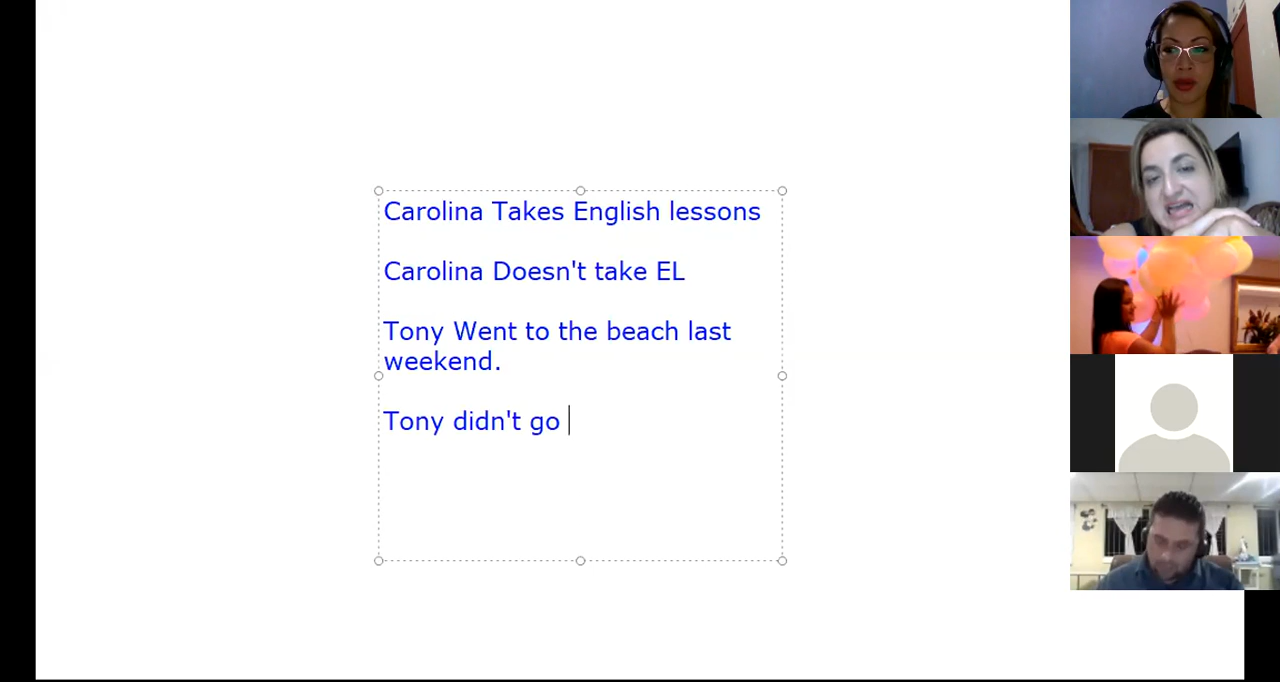 Carolina Takes English lessons
Carolina Doesn't take EL
Tony Went to the beach last
weekend.
Tony didn't go